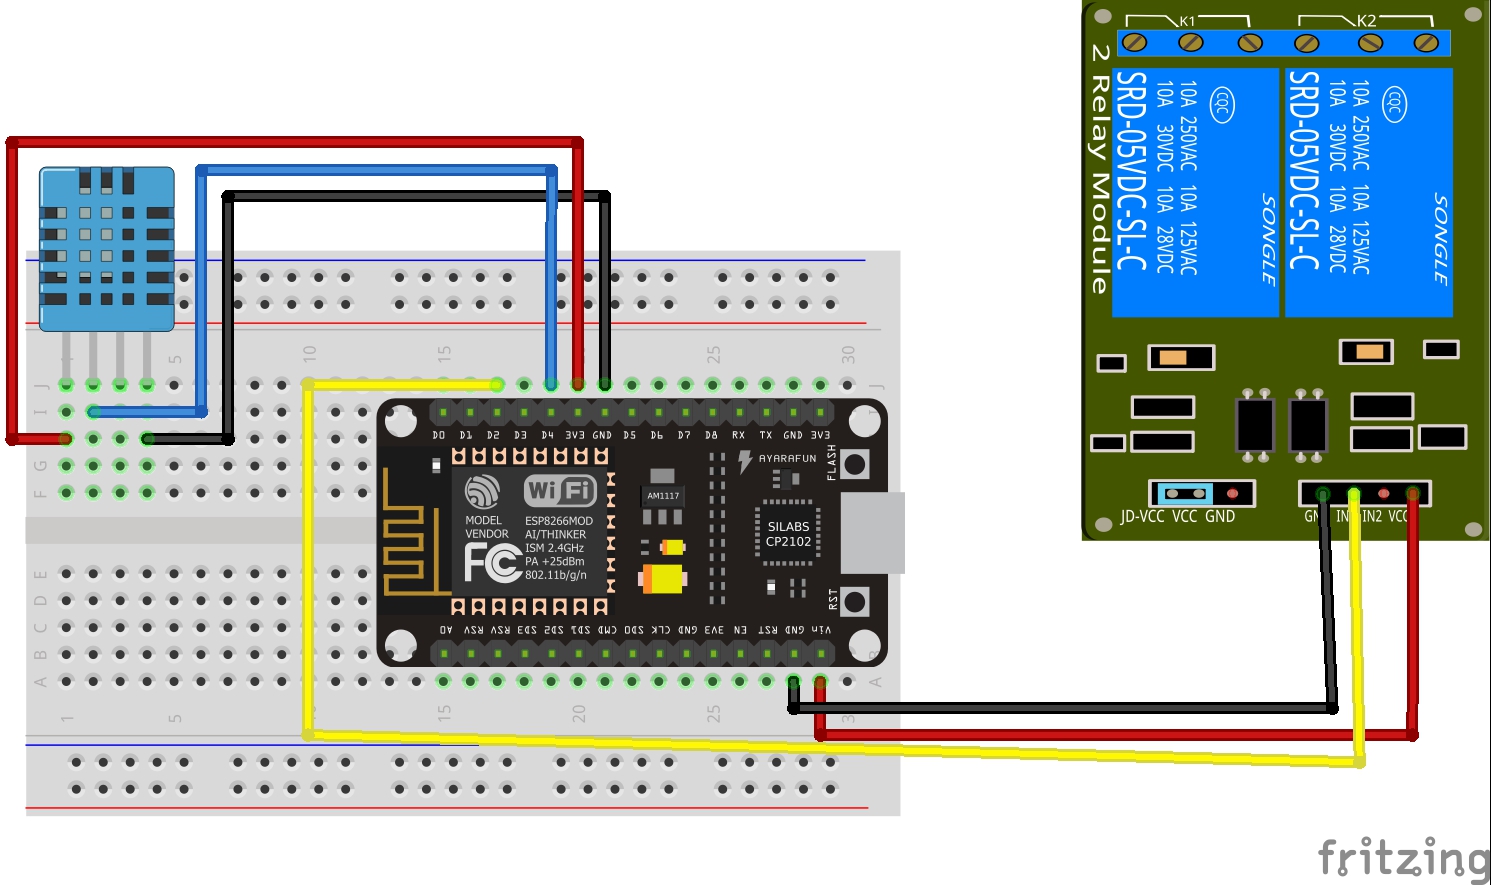 K1 K2
2 Relay Module
SRD-05VDC-SL-C
10A 30VDC 10A 28VDC
10A 250VAC 10A 125VAC
CQC
SONGLE
SRD-05VDC-SL-C
10A 30VDC 10A 28VDC
10A 250VAC 10A 125VAC
CQC
SONGLE
JD-VCC VCC GND
IN2 VCC
5 10 15 25 30
J J
I
G
F
D0 D1 D2 D3 D4 3V3 GND D5 D6 D7 D8 RX TX GND 3V3
AYARAFUN
FLASH
WiFi
MODEL
VENDOR
ESP8266MOD
AI/THINKER
ISM 2.4GHz
PA +25dBm
802.11b/g/n
FC
AM1117
SILABS
CP2102
RST
A0 RSV RSV SD3 SD2 SD1 CMD SD0 CLK GND 3V3 EN RST GND Vin
E
D
C
B
A A
1 5 15 20 25
fritzing